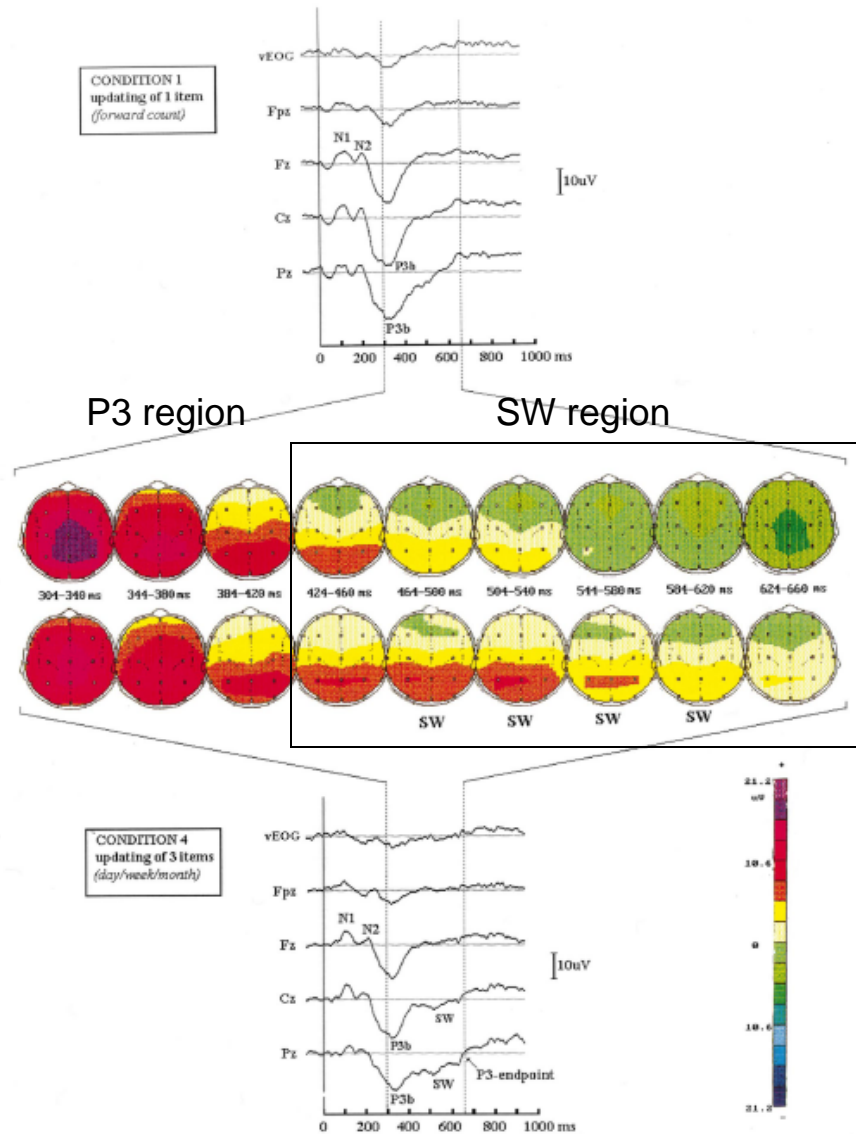 vEOG
CONDITION 1
updating of 1 item
(forward count)
Fpz
N1
N2
Fz
10uV
Cz
P3b
Pz
P3b
0 200 400 600 800 1000 ms
P3 region
SW region
304-340 ms 344-380 ms 384-420 ms 424-460 ms 464-500 ms 504-540 ms 544-580 ms 584-620 ms 624-660 ms
SW SW SW SW
+
21.2
uV
10.6
0
10.6
21.2
vEOG
CONDITION 4
updating of 3 items
(day/week/month)
Fpz
N1
N2
Fz
10uV
Cz
SW
P3b
Pz
P3-endpoint
SW
P3b
0 200 400 600 800 1000 ms